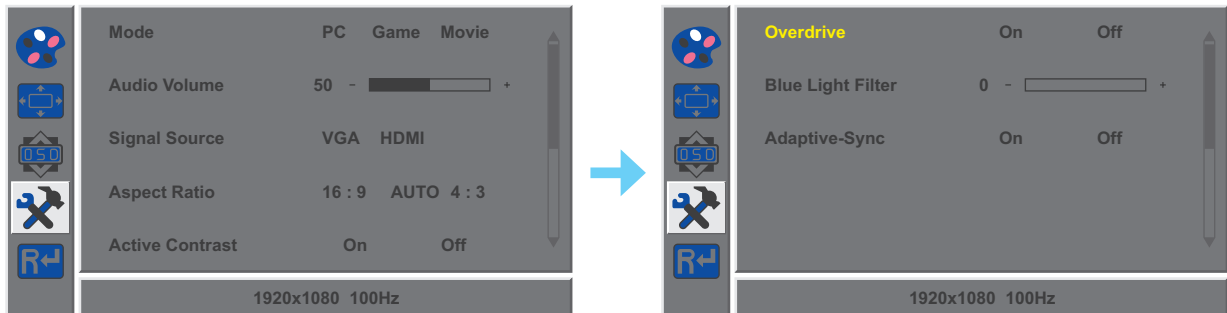 Mode PC Game Movie
Audio Volume 50 - +
Signal Source VGA HDMI
Aspect Ratio 16 : 9 AUTO 4 : 3
Active Contrast On Off
OSD
R
1920x1080 100Hz
Overdrive On Off
Blue Light Filter 0 - +
Adaptive-Sync On Off
OSD
R
1920x1080 100Hz